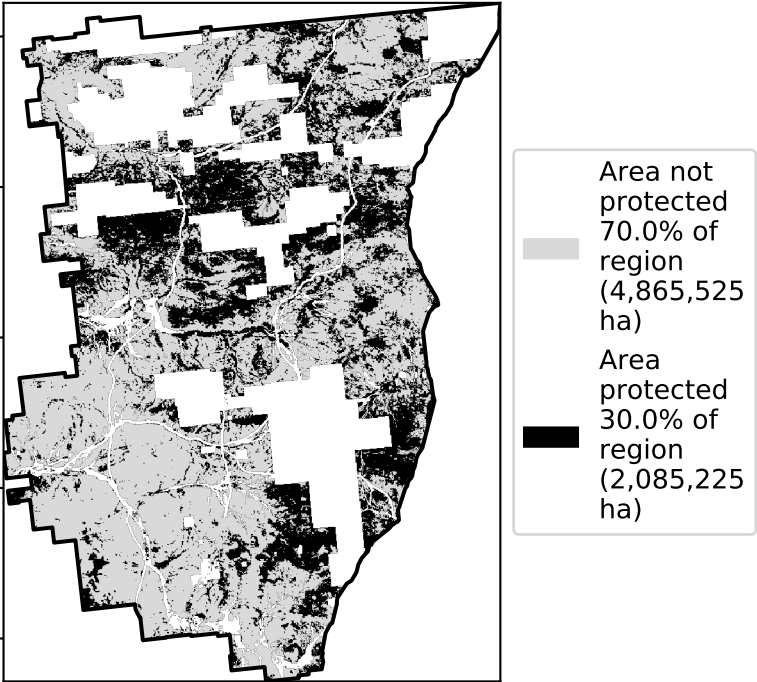 Area not
protected
70.0% of
region
(4,865,525
ha)
Area
protected
30.0% of
region
(2,085,225
ha)